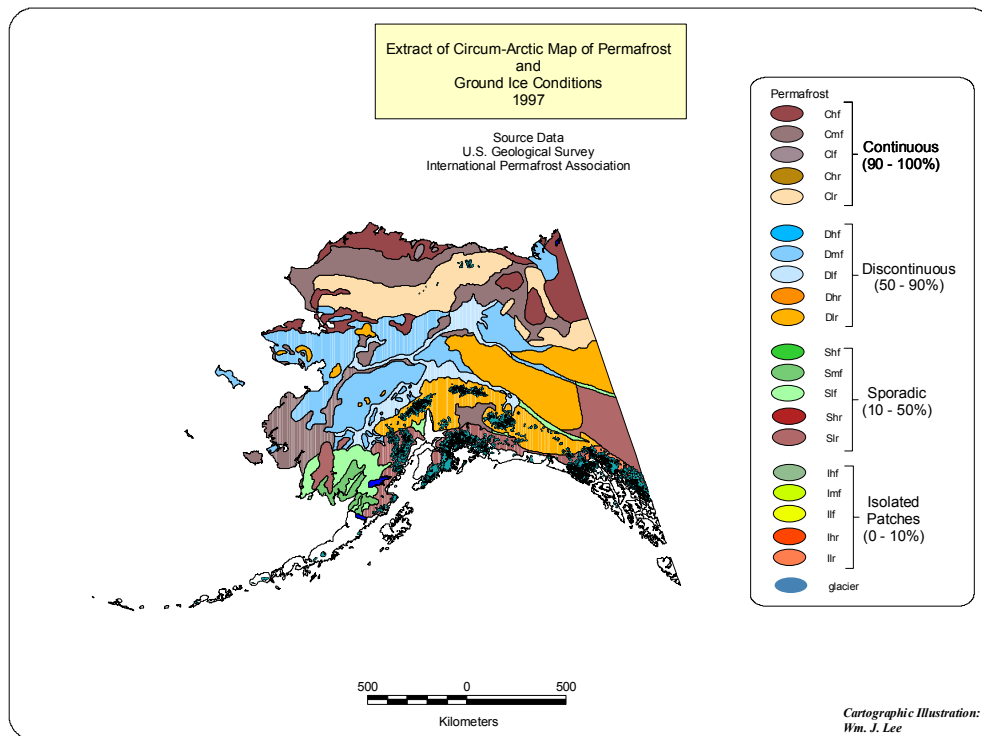 Extract of Circum-Arctic Map of Permafrost
and
Ground Ice Conditions
1997
Source Data
U.S. Geological Survey
International Permafrost Association
Permafrost
Chf
Cmf
Clf
Chr
Clr
Continuous
(90 - 100%)
Dhf
Dmf
Dlf
Dhr
Dlr
Discontinuous
(50 - 90%)
Shf
Smf
Slf
Shr
Slr
Sporadic
(10 - 50%)
Ihf
Imf
Ilf
Ihr
Ilr
Isolated
Patches
(0 - 10%)
glacier
500 0 500
Kilometers
Cartographic Illustration:
Wm. J. Lee